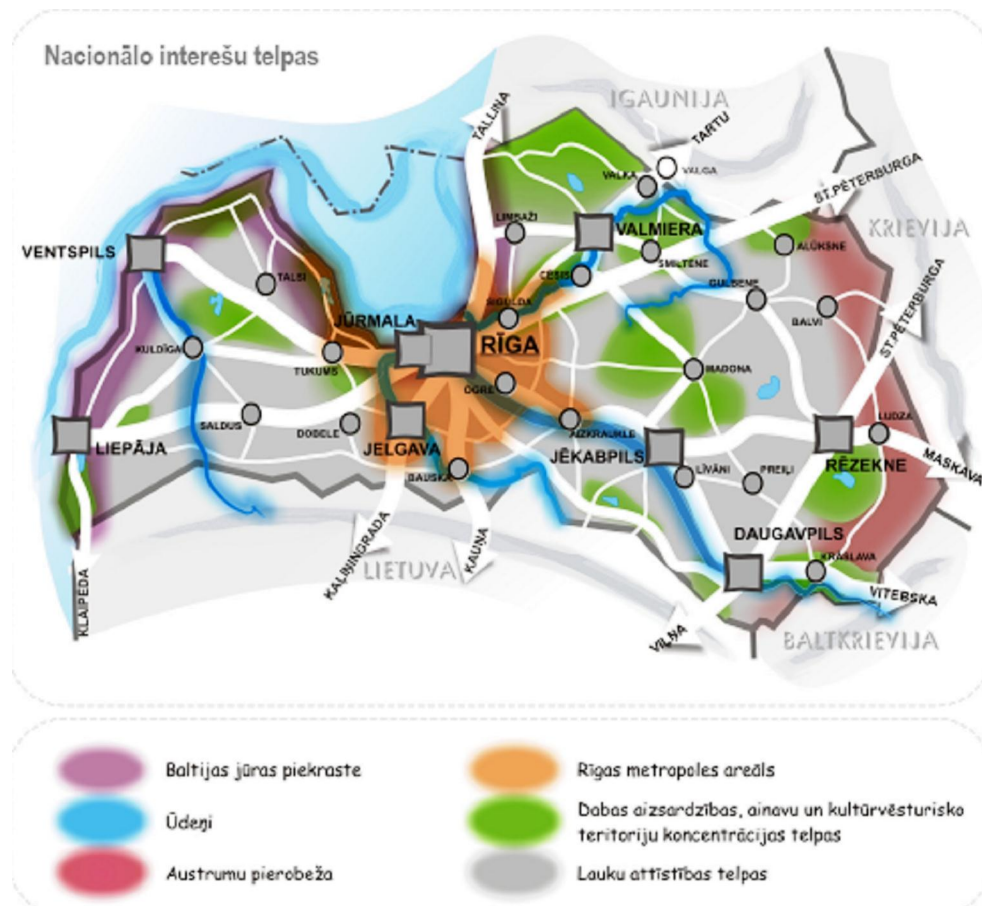 Nacionālo interešu telpas
IGAUNIJA
TALLINA
TARTU
VALGA
VALKA
ST.PĒTERBURGA
KRIEVIJA
LIMBAŽI
VALMIERA
VENTSPILS
ALŪKSNE
SMILTENE
CĒSIS
TALSI
GULBENE
SIGULDA
BALVI
JŪRMALA
RĪGA
ST.PĒTERBURGA
KULDĪGA
TUKUMS
MADONA
OGRE
SALDUS
LUDZA
DOBELE
AIZKRAUKLE
LIEPĀJA
JELGAVA
JĒKABPILS
RĒZEKNE
MASKAVA
BAUSKA
LĪVĀNI
PREIĻI
DAUGAVPILS
KAĻIŅINGRADA
LIETUVA
KAUŅA
KRĀSLAVA
KLAIPĒDA
VITEBSKA
VIĻŅA
BALTKRIEVIJA
Baltijas jūras piekraste
Ūdeņi
Austrumu pierobeža
Rīgas metropoles areāls
Dabas aizsardzības, ainavu un kultūrvēsturisko
teritoriju koncentrācijas telpas
Lauku attīstības telpas